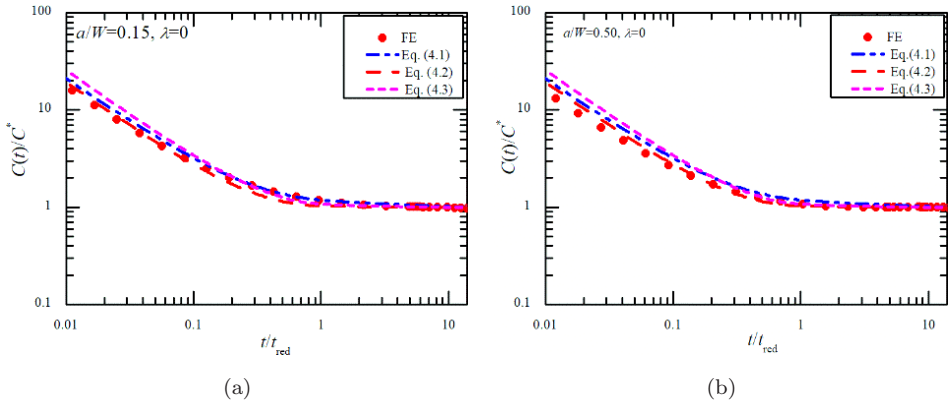 100
10
1
0.1
C(t)/C*
a/W=0.15, λ=0
FE
Eq. (4.1)
Eq. (4.2)
Eq. (4.3)
0.01
0.1
1
10
t/t_red
(a)
100
10
1
0.1
C(t)/C*
a/W=0.50, λ=0
FE
Eq.(4.1)
Eq. (4.2)
Eq. (4.3)
0.01
0.1
1
10
t/t_red
(b)